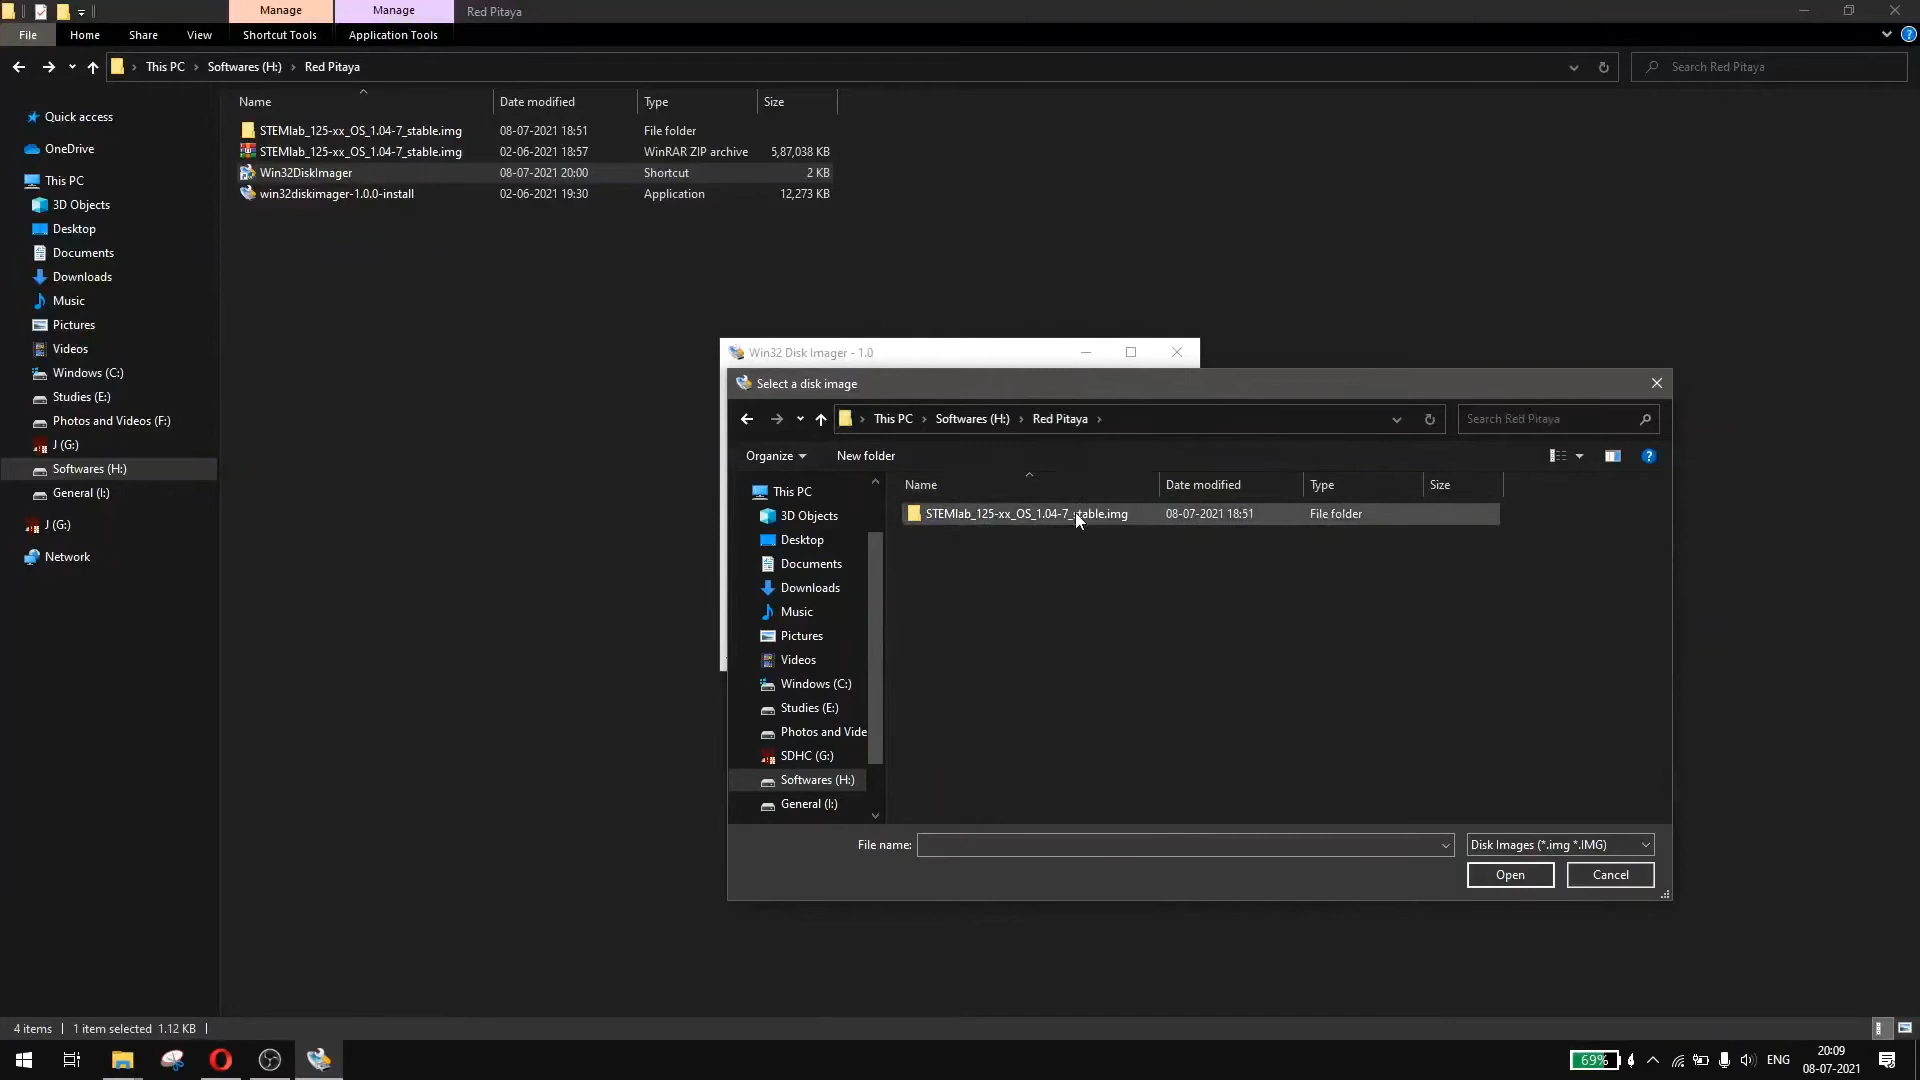 Manage
Manage
Red Pitaya
File
Home
Share
View
Shortcut Tools
Application Tools
This PC
Softwares (H:)
Red Pitaya
Search Red Pitaya
Name
Date modified
Type
Size
STEMlab_125-xx_OS_1.04-7_stable.img 08-07-2021 18:51 File folder
STEMlab_125-xx_OS_1.04-7_stable.img 02-06-2021 18:57 WinRAR ZIP archive 5,87,038 KB
Win32DiskImager 08-07-2021 20:00 Shortcut 2 KB
win32diskimager-1.0.0-install 02-06-2021 19:30 Application 12,273 KB
Quick access
OneDrive
This PC
3D Objects
Desktop
Documents
Downloads
Music
Pictures
Videos
Windows (C:)
Studies (E:)
Photos and Videos (F:)
J (G:)
Softwares (H:)
General (I:)
J (G:)
Network
Win32 Disk Imager - 1.0
Select a disk image
This PC
Softwares (H:)
Red Pitaya
Search Red Pitaya
Organize
New folder
Name
Date modified
Type
Size
STEMlab_125-xx_OS_1.04-7_stable.img 08-07-2021 18:51 File folder
This PC
3D Objects
Desktop
Documents
Downloads
Music
Pictures
Videos
Windows (C:)
Studies (E:)
Photos and Vide
SDHC (G:)
Softwares (H:)
General (I:)
File name:
Disk Images (*.img *.IMG)
Open
Cancel
4 items
1 item selected 1.12 KB
69%
ENG
20:09
08-07-2021